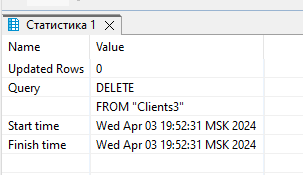 Статистика 1
Name Value
Updated Rows 0
Query DELETE
FROM "Clients3"
Start time Wed Apr 03 19:52:31 MSK 2024
Finish time Wed Apr 03 19:52:31 MSK 2024